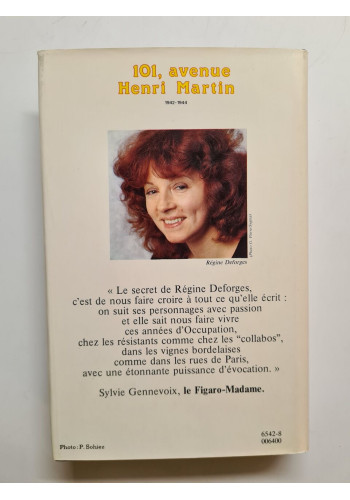 101, avenue
Henri Martin
1942-1944
Régine Deforges
« Le secret de Régine Deforges,
c'est de nous faire croire à tout ce qu'elle écrit :
on suit ses personnages avec passion
et elle sait nous faire vivre
ces années d'Occupation,
chez les résistants comme chez les "collabos",
dans les vignes bordelaises
comme dans les rues de Paris,
avec une étonnante puissance d'évocation. »
Sylvie Gennevoix, le Figaro-Madame.
6542-8
006400
Photo : P. Sohiez